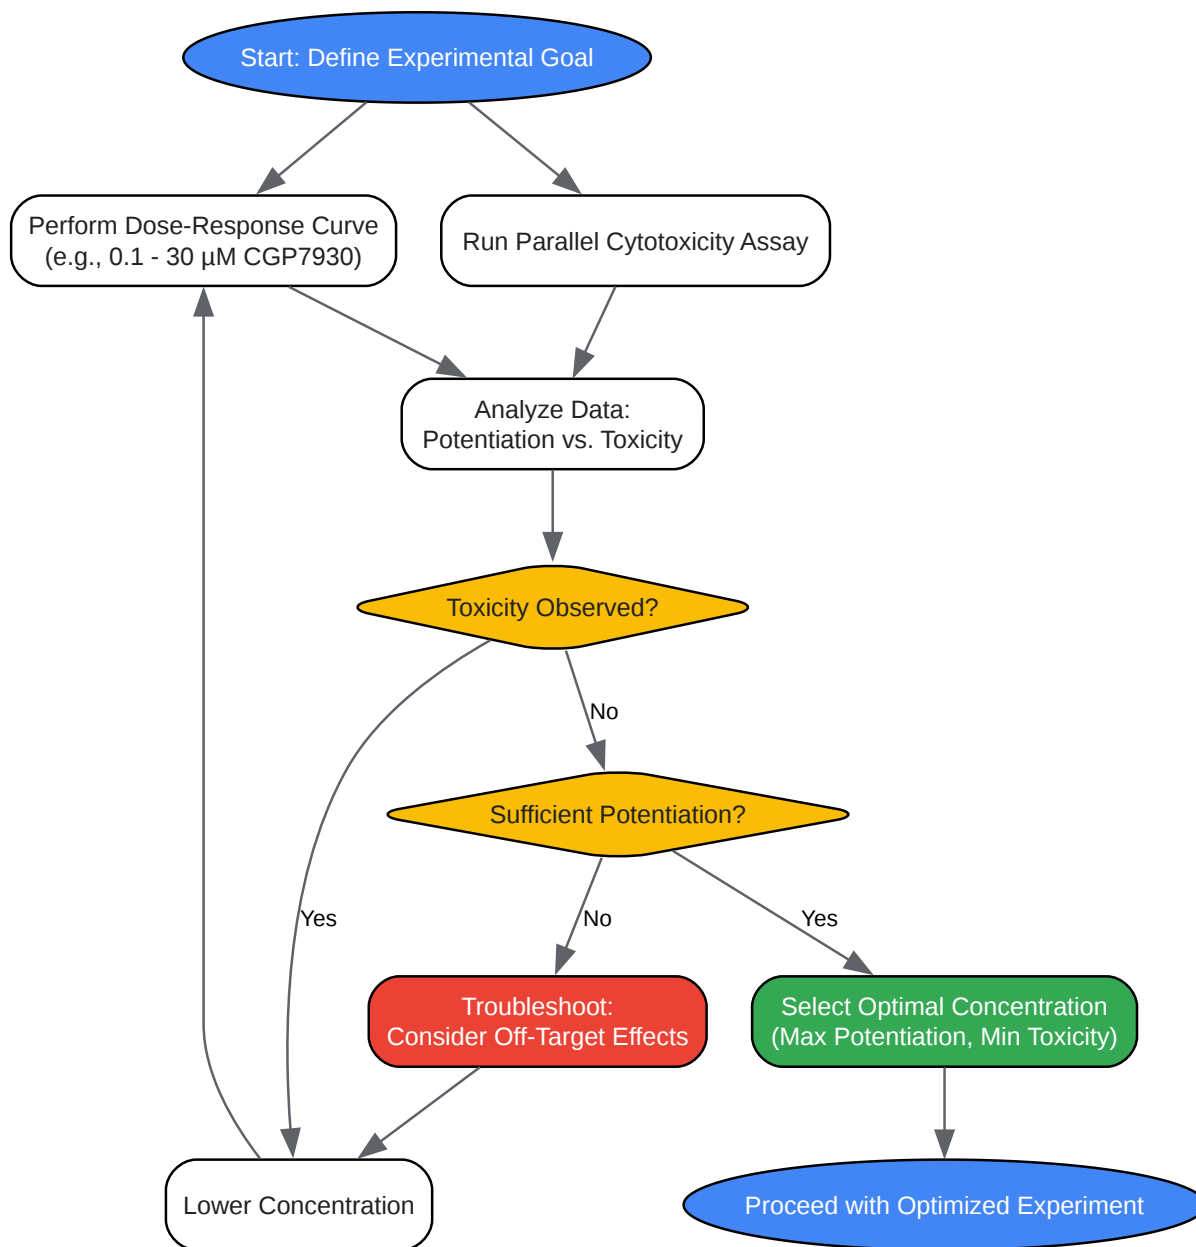 Start: Define Experimental Goal
Perform Dose-Response Curve
(e.g., 0.1 - 30 µM CGP7930)
Run Parallel Cytotoxicity Assay
Analyze Data:
Potentiation vs. Toxicity
Toxicity Observed?
No
Sufficient Potentiation?
Yes
No
Yes
Troubleshoot:
Consider Off-Target Effects
Select Optimal Concentration
(Max Potentiation, Min Toxicity)
Lower Concentration
Proceed with Optimized Experiment